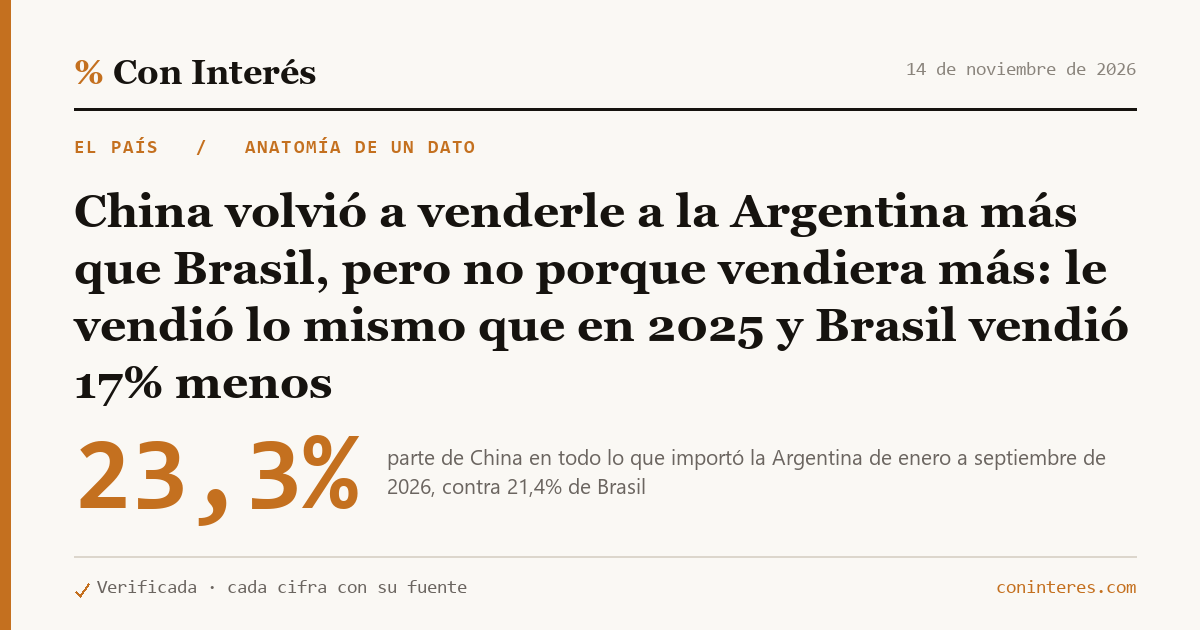 % Con Interés
14 de noviembre de 2026
EL PAÍS / ANATOMÍA DE UN DATO
China volvió a venderle a la Argentina más
que Brasil, pero no porque vendiera más: le
vendió lo mismo que en 2025 y Brasil vendió
17% menos
23,3%
parte de China en todo lo que importó la Argentina de enero a septiembre de
2026, contra 21,4% de Brasil
✓ Verificada · cada cifra con su fuente
coninteres.com